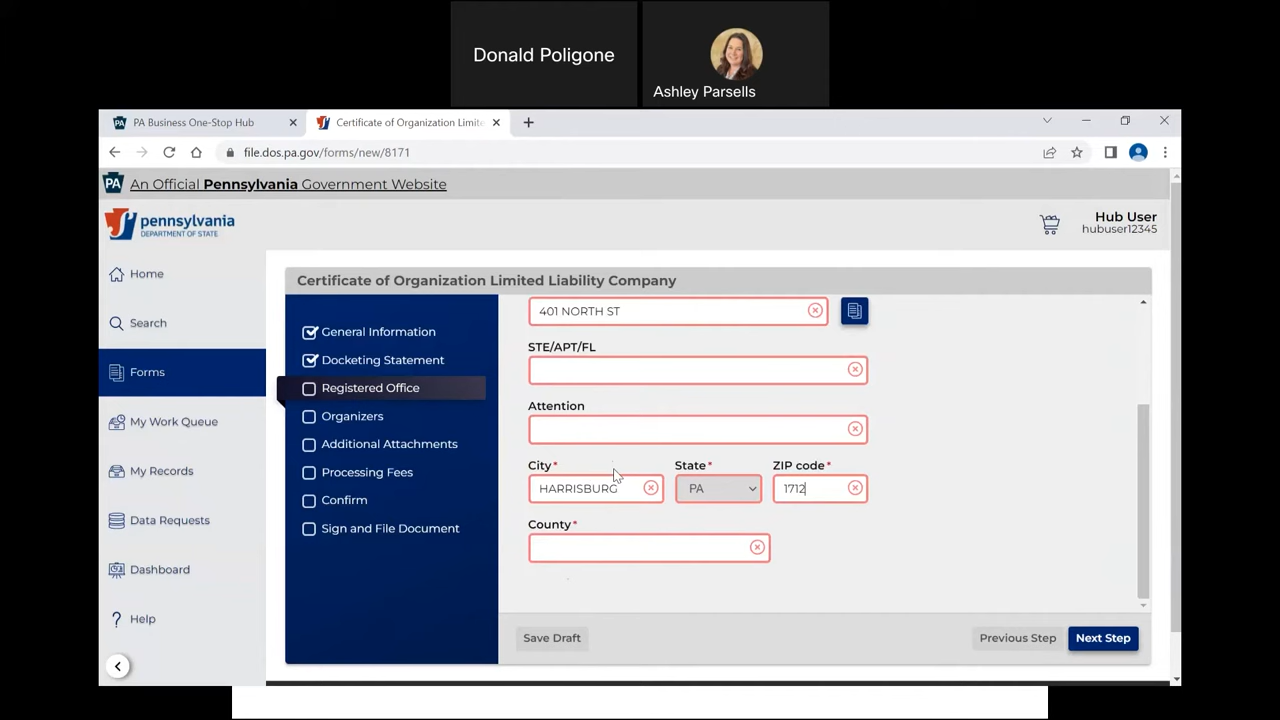 Donald Poligone
Ashley Parsells
PA Business One-Stop Hub
Certificate of Organization Limite
file.dos.pa.gov/forms/new/8171
PA An Official Pennsylvania Government Website
pennsylvania
DEPARTMENT OF STATE
Hub User
hubuser12345
Home
Search
Forms
My Work Queue
My Records
Data Requests
Dashboard
Help
Certificate of Organization Limited Liability Company
General Information
Docketing Statement
Registered Office
Organizers
Additional Attachments
Processing Fees
Confirm
Sign and File Document
401 NORTH ST
STE/APT/FL
Attention
City* State* ZIP code*
HARRISBURG PA 1712
County*
Save Draft Previous Step Next Step